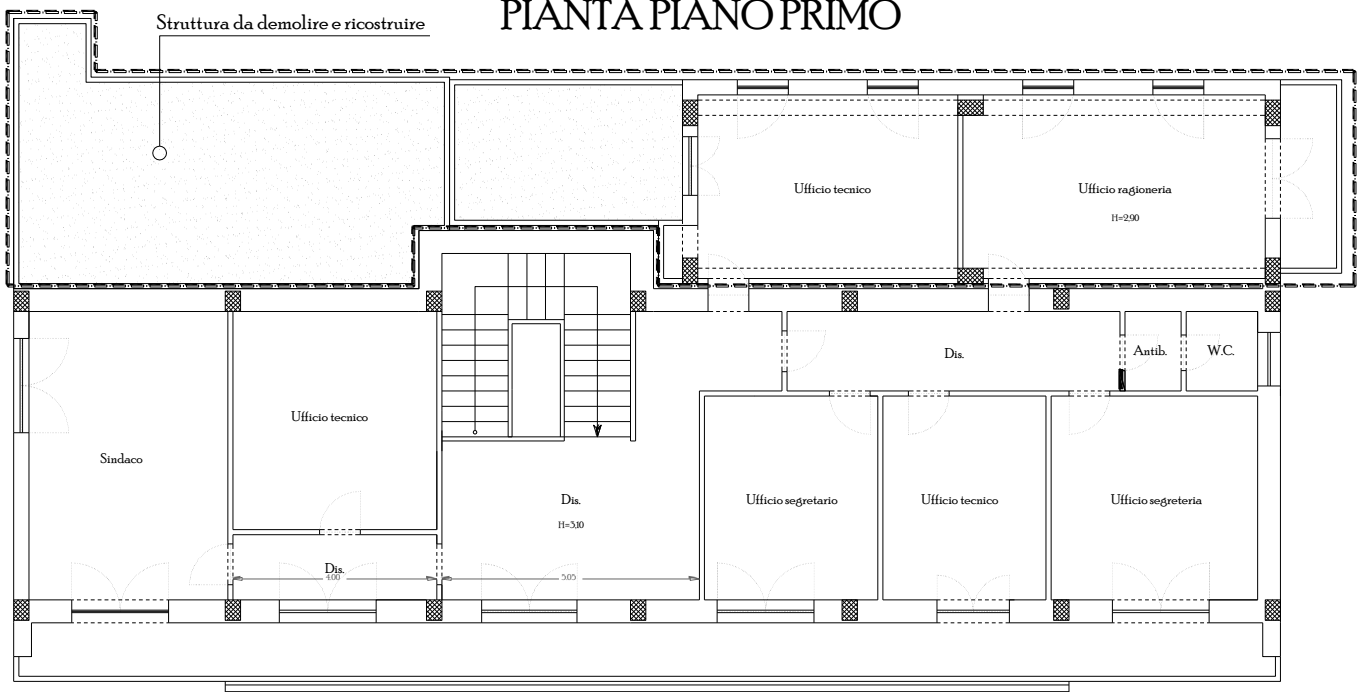 PIANTA PIANO PRIMO
Struttura da demolire e ricostruire
Ufficio tecnico
Ufficio ragioneria
H=2,90
Dis.
Antib.
W.C.
Ufficio tecnico
Sindaco
Dis.
H=3,10
Ufficio segretario
Ufficio tecnico
Ufficio segreteria
Dis.
4.00
5.05